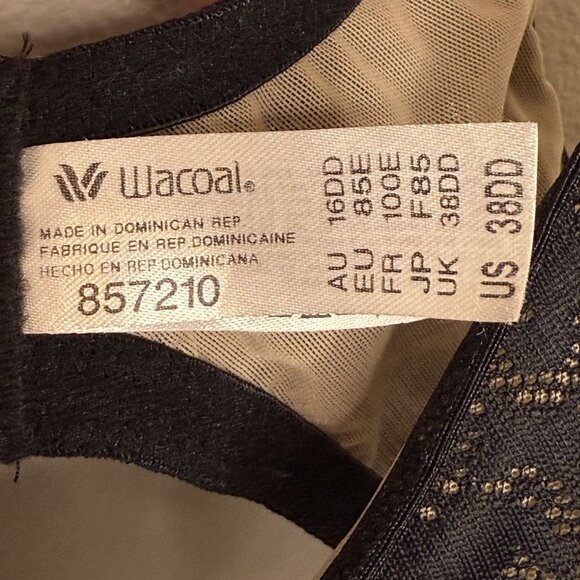 Wacoal®
MADE IN DOMINICAN REP
FABRIQUE EN REP. DOMINICAINE
HECHO EN REP DOMINICANA
857210
AU 16DD
EU 85E
FR 100E
JP F85
UK 38DD
US 38DD